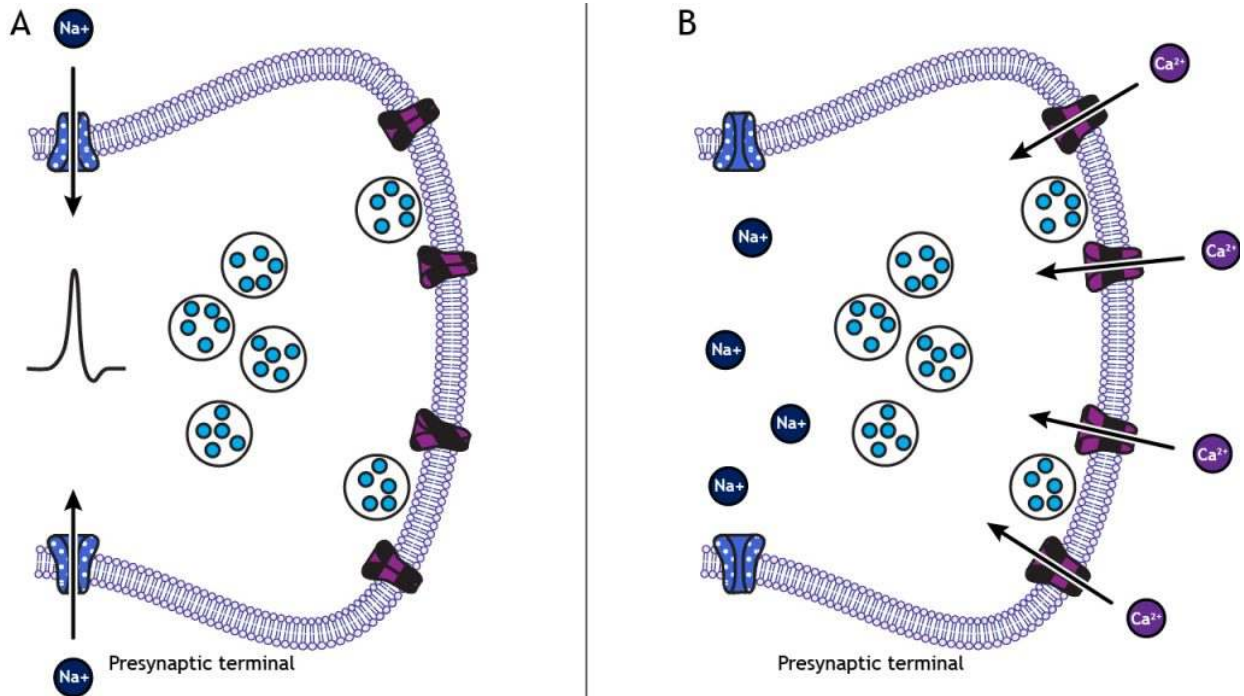 A
Na+
Na+
Presynaptic terminal
B
Ca²⁺
Na+
Ca²⁺
Na+
Na+
Ca²⁺
Na+
Ca²⁺
Presynaptic terminal